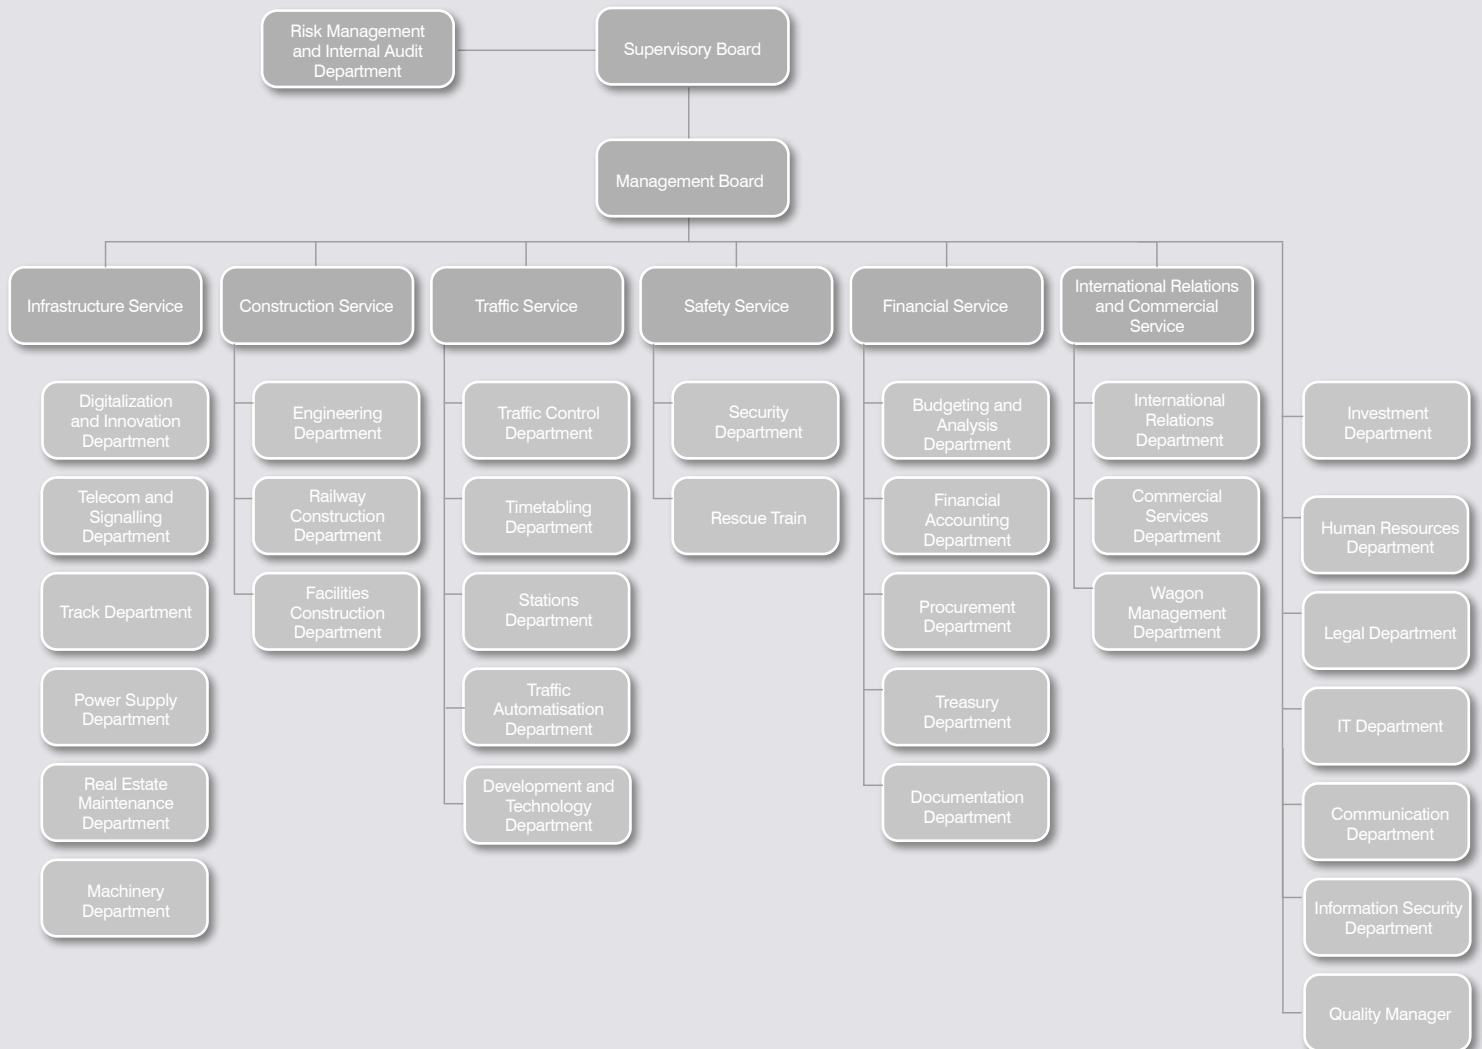 Risk Management
and Internal Audit
Department
Supervisory Board
Management Board
Infrastructure Service
Construction Service
Traffic Service
Safety Service
Financial Service
International Relations
and Commercial
Service
Digitalization
and Innovation
Department
Telecom and
Signalling
Department
Track Department
Power Supply
Department
Real Estate
Maintenance
Department
Machinery
Department
Engineering
Department
Railway
Construction
Department
Facilities
Construction
Department
Traffic Control
Department
Timetabling
Department
Stations
Department
Traffic
Automatisation
Department
Development and
Technology
Department
Security
Department
Rescue Train
Budgeting and
Analysis
Department
Financial
Accounting
Department
Procurement
Department
Treasury
Department
Documentation
Department
International
Relations
Department
Commercial
Services
Department
Wagon
Management
Department
Investment
Department
Human Resources
Department
Legal Department
IT Department
Communication
Department
Information Security
Department
Quality Manager